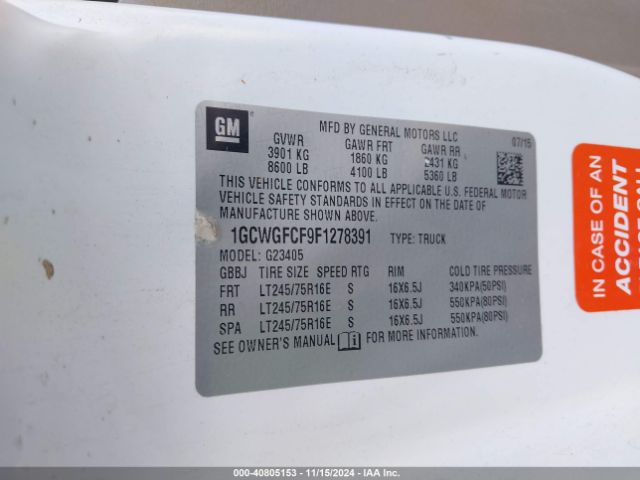 GM
MFD BY GENERAL MOTORS LLC
07/15
GVWR GAWR FRT GAWR RR
3901 KG 1860 KG 2431 KG
8600 LB 4100 LB 5360 LB
THIS VEHICLE CONFORMS TO ALL APPLICABLE U.S. FEDERAL MOTOR
VEHICLE SAFETY STANDARDS IN EFFECT ON THE DATE OF
MANUFACTURE SHOWN ABOVE.
1GCWGFCF9F1278391 TYPE: TRUCK
MODEL: G23405
GBBJ TIRE SIZE SPEED RTG RIM COLD TIRE PRESSURE
FRT LT245/75R16E S 16X6.5J 340KPA(50PSI)
RR LT245/75R16E S 16X6.5J 550KPA(80PSI)
SPA LT245/75R16E S 16X6.5J 550KPA(80PSI)
SEE OWNER'S MANUAL FOR MORE INFORMATION.
IN CASE OF AN
ACCIDENT
000-40805153 - 11/15/2024 - IAA Inc.